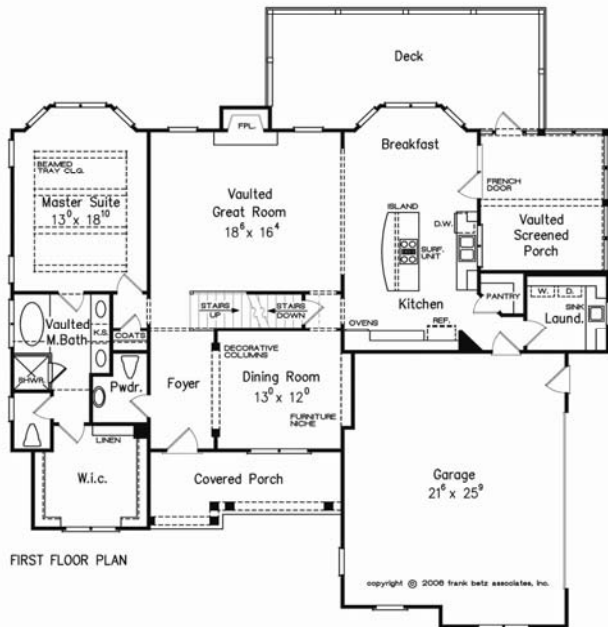 Deck
FPL.
BEAMED
TRAY CLG.
Master Suite
13⁰ x 18¹⁰
Vaulted
Great Room
18⁶ x 16⁴
Breakfast
FRENCH
DOOR
ISLAND
D.W.
SURF.
UNIT
Vaulted
Screened
Porch
Kitchen
PANTRY
W.
D.
SINK
Laund.
STAIRS
UP
STAIRS
DOWN
OVENS
REF.
Vaulted
M.Bath
K.S.
COATS
SHWR.
Pwdr.
Foyer
DECORATIVE
COLUMNS
Dining Room
13⁰ x 12⁰
FURNITURE
NICHE
LINEN
W.i.c.
Covered Porch
Garage
21⁶ x 25⁹
FIRST FLOOR PLAN
copyright © 2006 frank betz associates, inc.